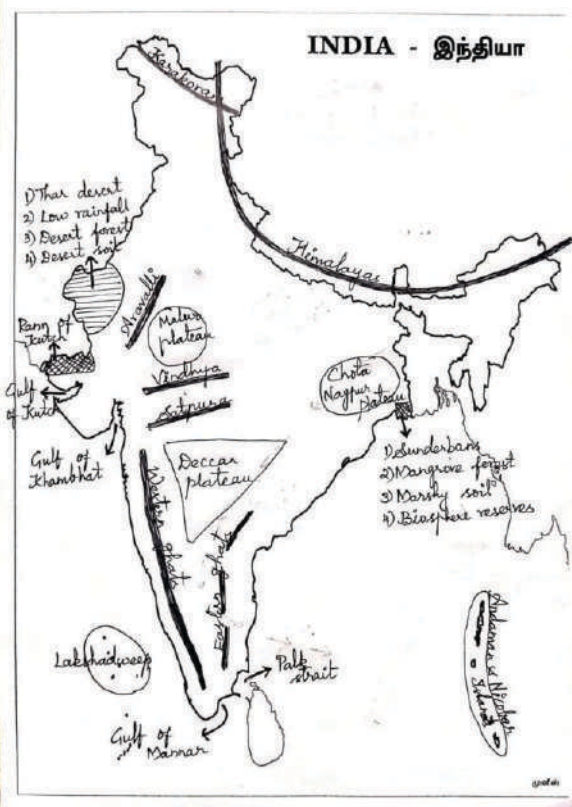 INDIA - இந்தியா
Karakoram
1) Thar desert
2) Low rainfall
3) Desert forest
4) Desert soil
Himalayas
Aravalli
Malwa
plateau
Rann of
Kutch
Vindhya
Satpura
Chota
Nagpur
plateau
Gulf
of Kutch
Gulf of
Khambhat
Deccan
plateau
1) Sunderbans
2) Mangrove forest
3) Marshy soil
4) Biosphere reserves
Western ghats
Eastern ghats
Lakshadweep
Palk
strait
Andaman & Nicobar
Islands
Gulf of
Mannar